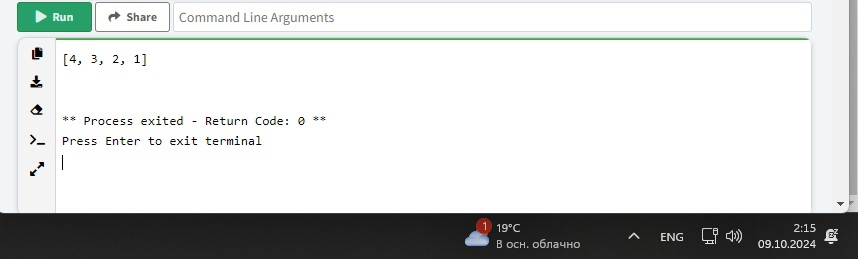 Run
Share
Command Line Arguments
[4, 3, 2, 1]
** Process exited - Return Code: 0 **
Press Enter to exit terminal
1
19°C
В осн. облачно
ENG
2:15
09.10.2024